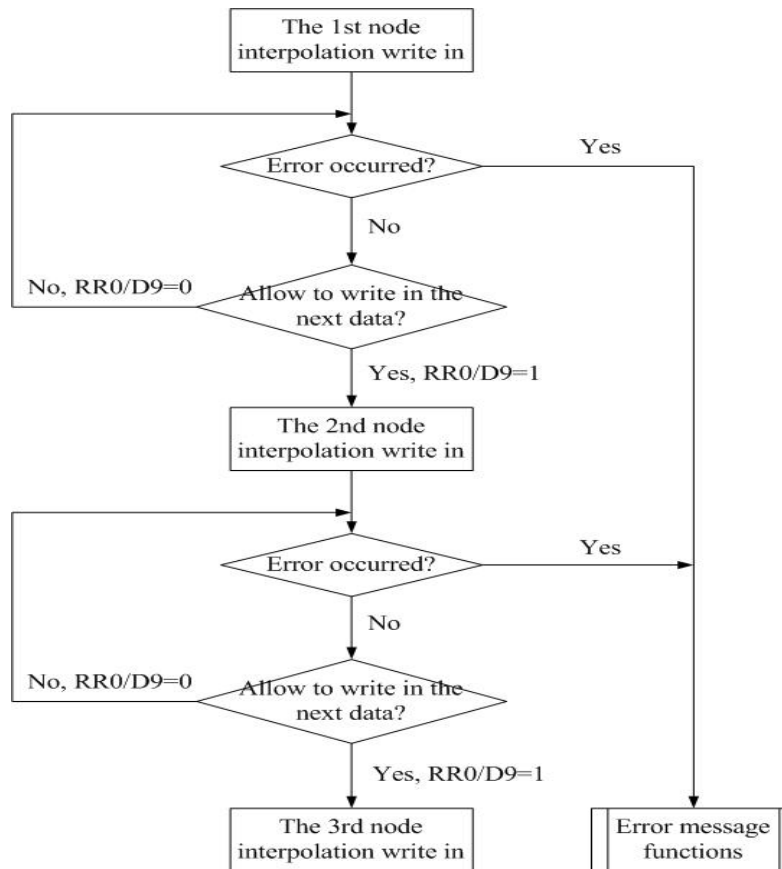 The 1st node
interpolation write in
Error occurred?
Yes
No
No, RR0/D9=0
Allow to write in the
next data?
Yes, RR0/D9=1
The 2nd node
interpolation write in
Error occurred?
Yes
No
No, RR0/D9=0
Allow to write in the
next data?
Yes, RR0/D9=1
The 3rd node
interpolation write in
Error message
functions